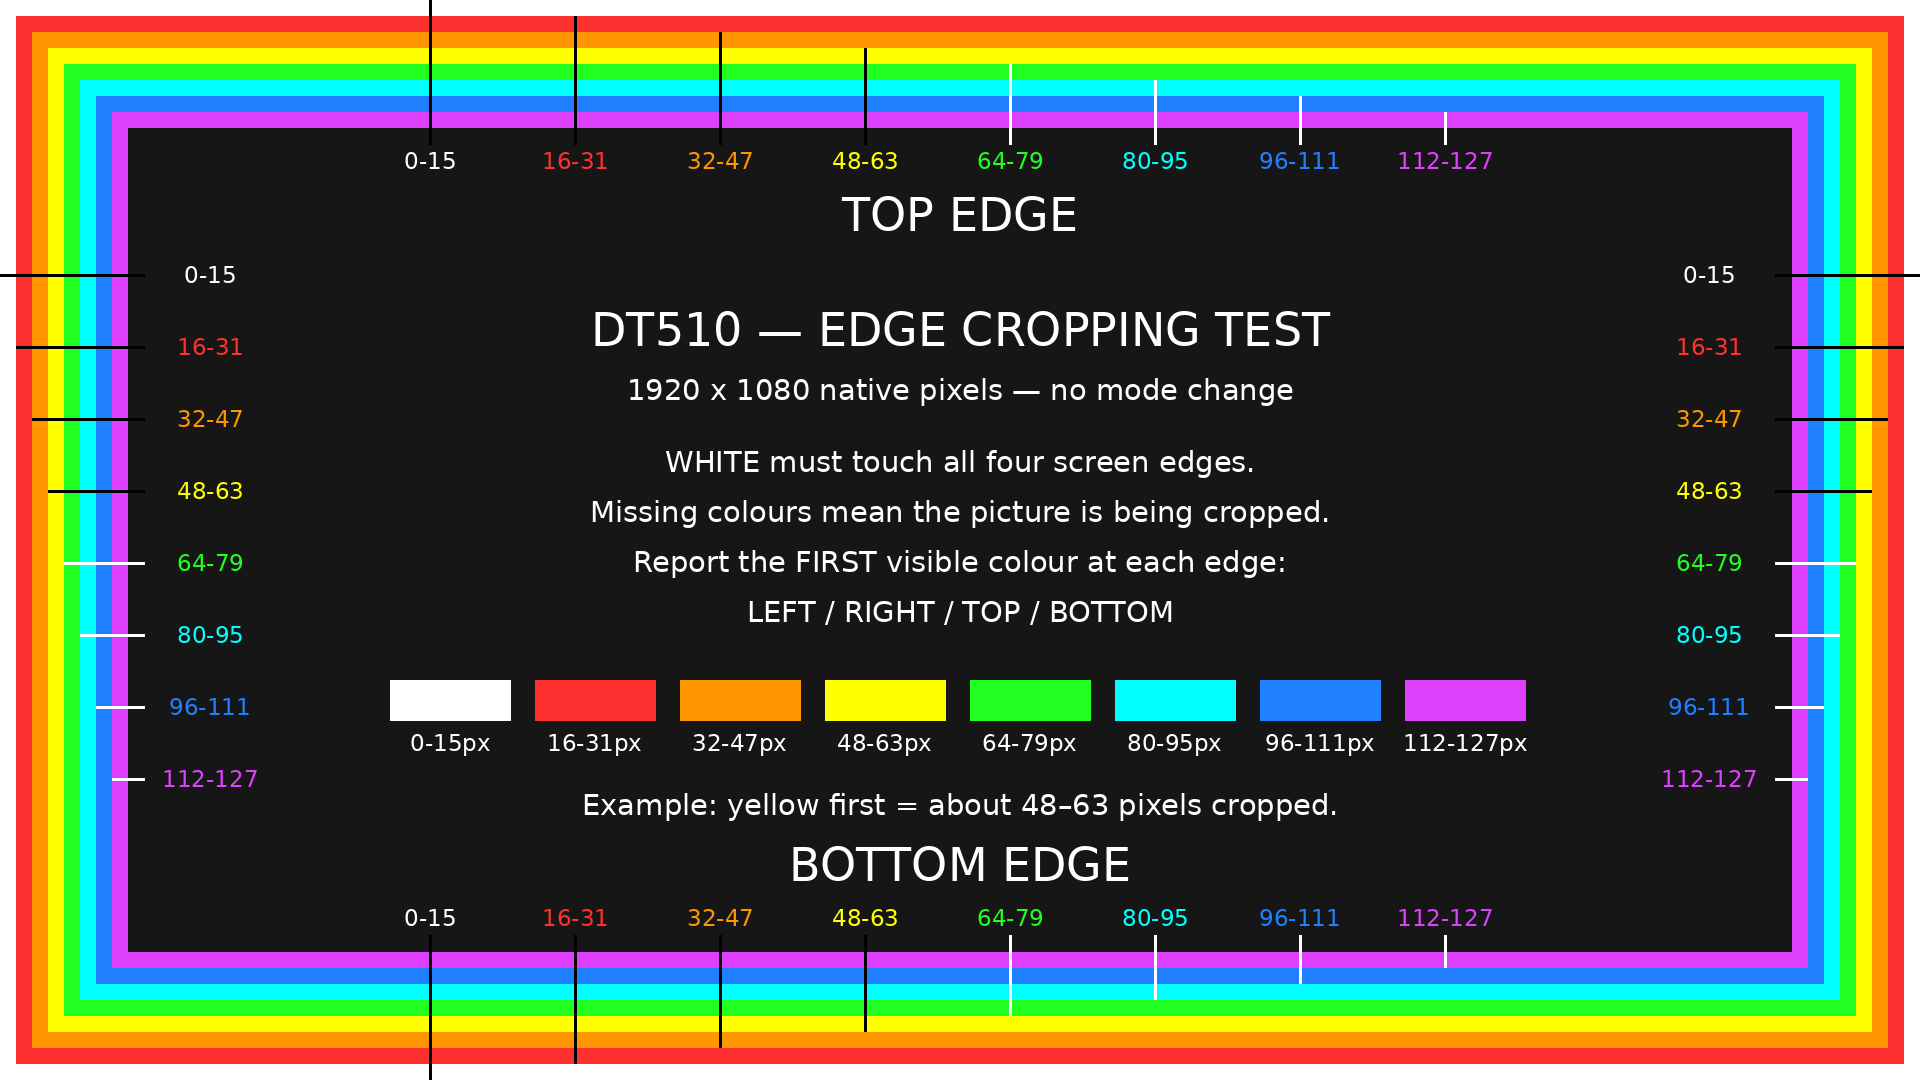 0-15 16-31 32-47 48-63 64-79 80-95 96-111 112-127
TOP EDGE
0-15 0-15
DT510 — EDGE CROPPING TEST
16-31 16-31
1920 x 1080 native pixels — no mode change
32-47 32-47
WHITE must touch all four screen edges.
48-63 48-63
Missing colours mean the picture is being cropped.
Report the FIRST visible colour at each edge:
64-79 64-79
LEFT / RIGHT / TOP / BOTTOM
80-95 80-95
96-111 96-111
0-15px 16-31px 32-47px 48-63px 64-79px 80-95px 96-111px 112-127px
112-127 112-127
Example: yellow first = about 48–63 pixels cropped.
BOTTOM EDGE
0-15 16-31 32-47 48-63 64-79 80-95 96-111 112-127